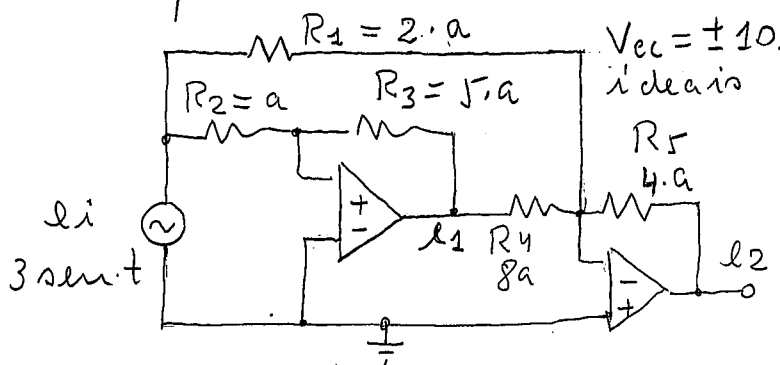 R1 = 2.a
Vcc = ± 10.
ideais
R2 = a
R3 = 5.a
R5
4.a
ei
3 sen.t
+
-
e1
R4
8a
-
+
e2